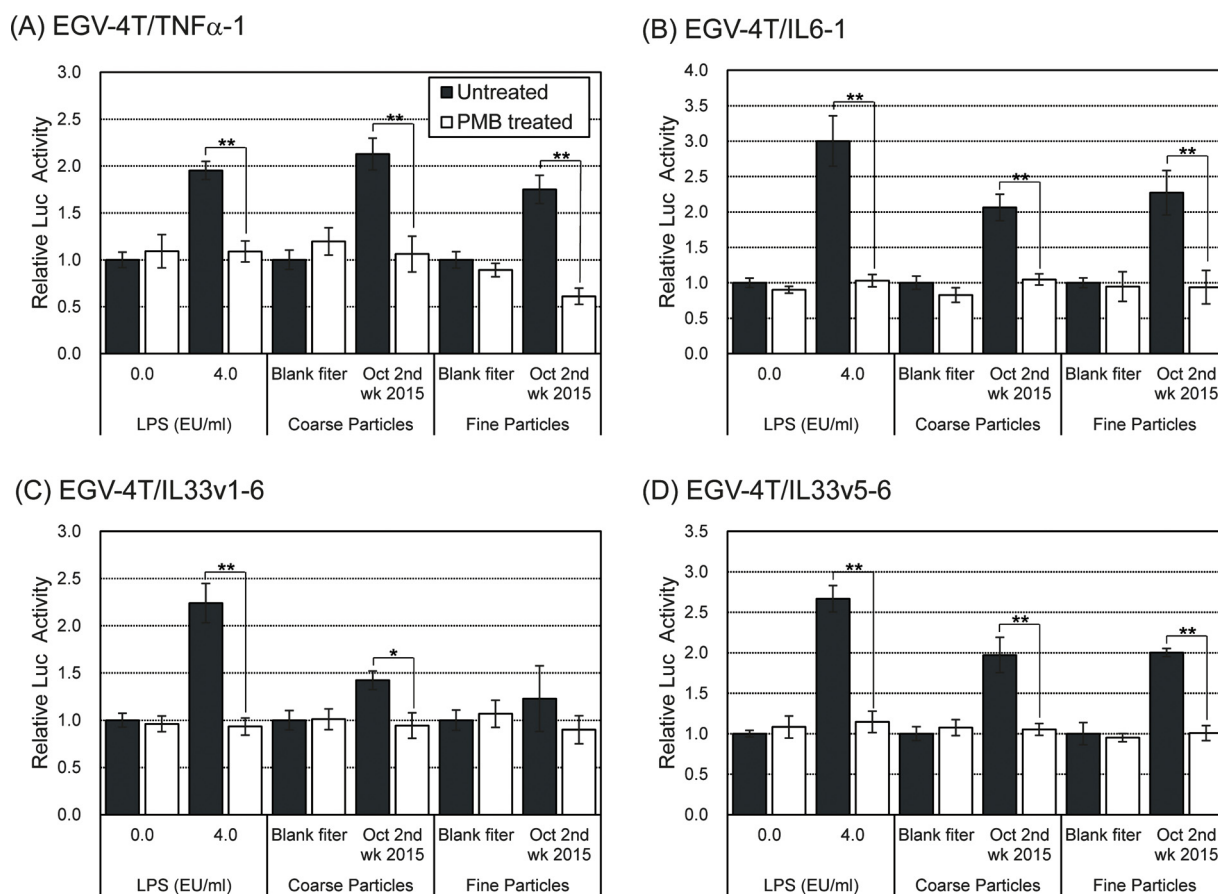 (A) EGV-4T/TNFα-1
3.0
2.5
2.0
1.5
1.0
0.5
0.0
Relative Luc Activity
Untreated
PMB treated
**
**
**
0.0
4.0
Blank fiter
Oct 2nd
wk 2015
Blank fiter
Oct 2nd
wk 2015
LPS (EU/ml)
Coarse Particles
Fine Particles
(B) EGV-4T/IL6-1
4.0
3.5
3.0
2.5
2.0
1.5
1.0
0.5
0.0
Relative Luc Activity
**
**
**
0.0
4.0
Blank fiter
Oct 2nd
wk 2015
Blank fiter
Oct 2nd
wk 2015
LPS (EU/ml)
Coarse Particles
Fine Particles
(C) EGV-4T/IL33v1-6
3.0
2.5
2.0
1.5
1.0
0.5
0.0
Relative Luc Activity
**
*
0.0
4.0
Blank fiter
Oct 2nd
wk 2015
Blank fiter
Oct 2nd
wk 2015
LPS (EU/ml)
Coarse Particles
Fine Particles
(D) EGV-4T/IL33v5-6
3.5
3.0
2.5
2.0
1.5
1.0
0.5
0.0
Relative Luc Activity
**
**
**
0.0
4.0
Blank fiter
Oct 2nd
wk 2015
Blank fiter
Oct 2nd
wk 2015
LPS (EU/ml)
Coarse Particles
Fine Particles